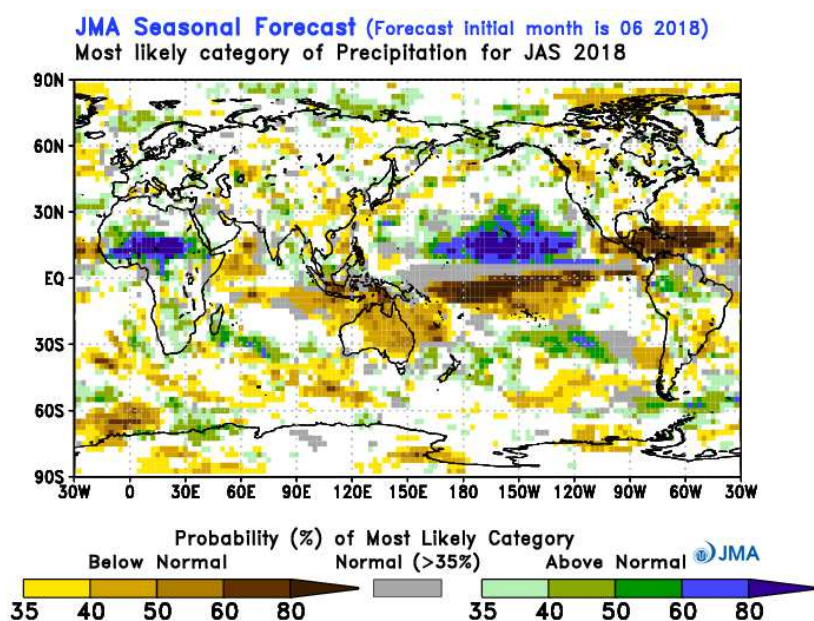 JMA Seasonal Forecast (Forecast initial month is 06 2018)
Most likely category of Precipitation for JAS 2018
90N
60N
30N
EQ
30S
60S
90S
30W 0 30E 60E 90E 120E 150E 180 150W 120W 90W 60W 30W
Probability (%) of Most Likely Category
Below Normal Normal (>35%) Above Normal JMA
35 40 50 60 80 35 40 50 60 80